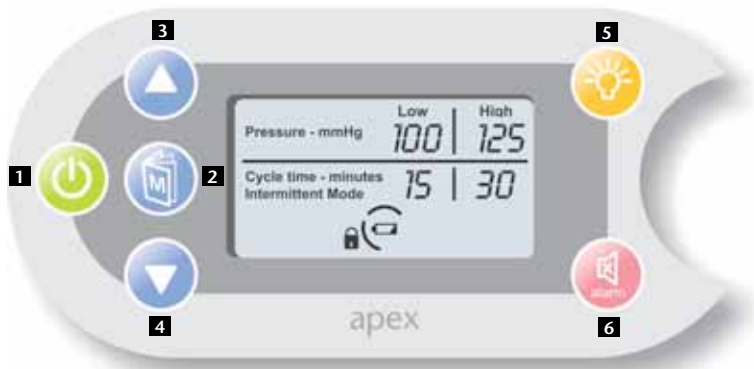 3
5
Low High
Pressure - mmHg 100 125
1
M
2
Cycle time - minutes 15 30
Intermittent Mode
alarm
4
apex
6